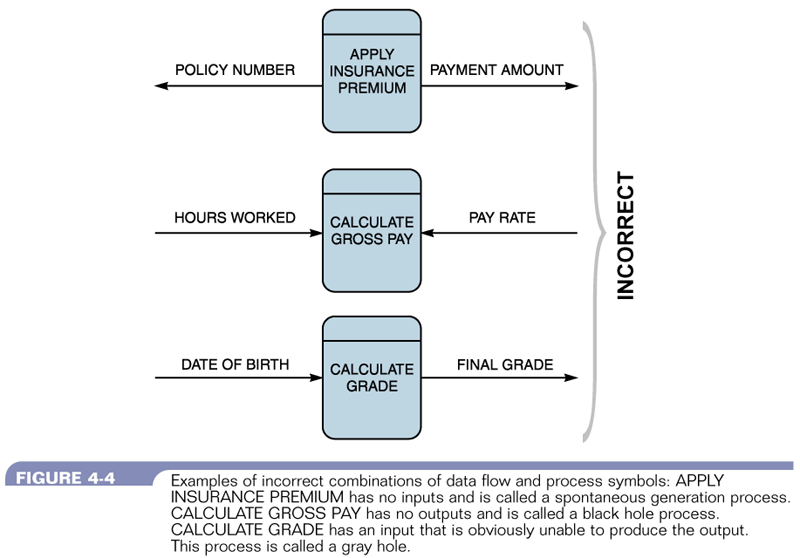 APPLY
INSURANCE
PREMIUM
POLICY NUMBER
PAYMENT AMOUNT
HOURS WORKED
CALCULATE
GROSS PAY
PAY RATE
DATE OF BIRTH
CALCULATE
GRADE
FINAL GRADE
INCORRECT
FIGURE 4-4
Examples of incorrect combinations of data flow and process symbols: APPLY
INSURANCE PREMIUM has no inputs and is called a spontaneous generation process.
CALCULATE GROSS PAY has no outputs and is called a black hole process.
CALCULATE GRADE has an input that is obviously unable to produce the output.
This process is called a gray hole.